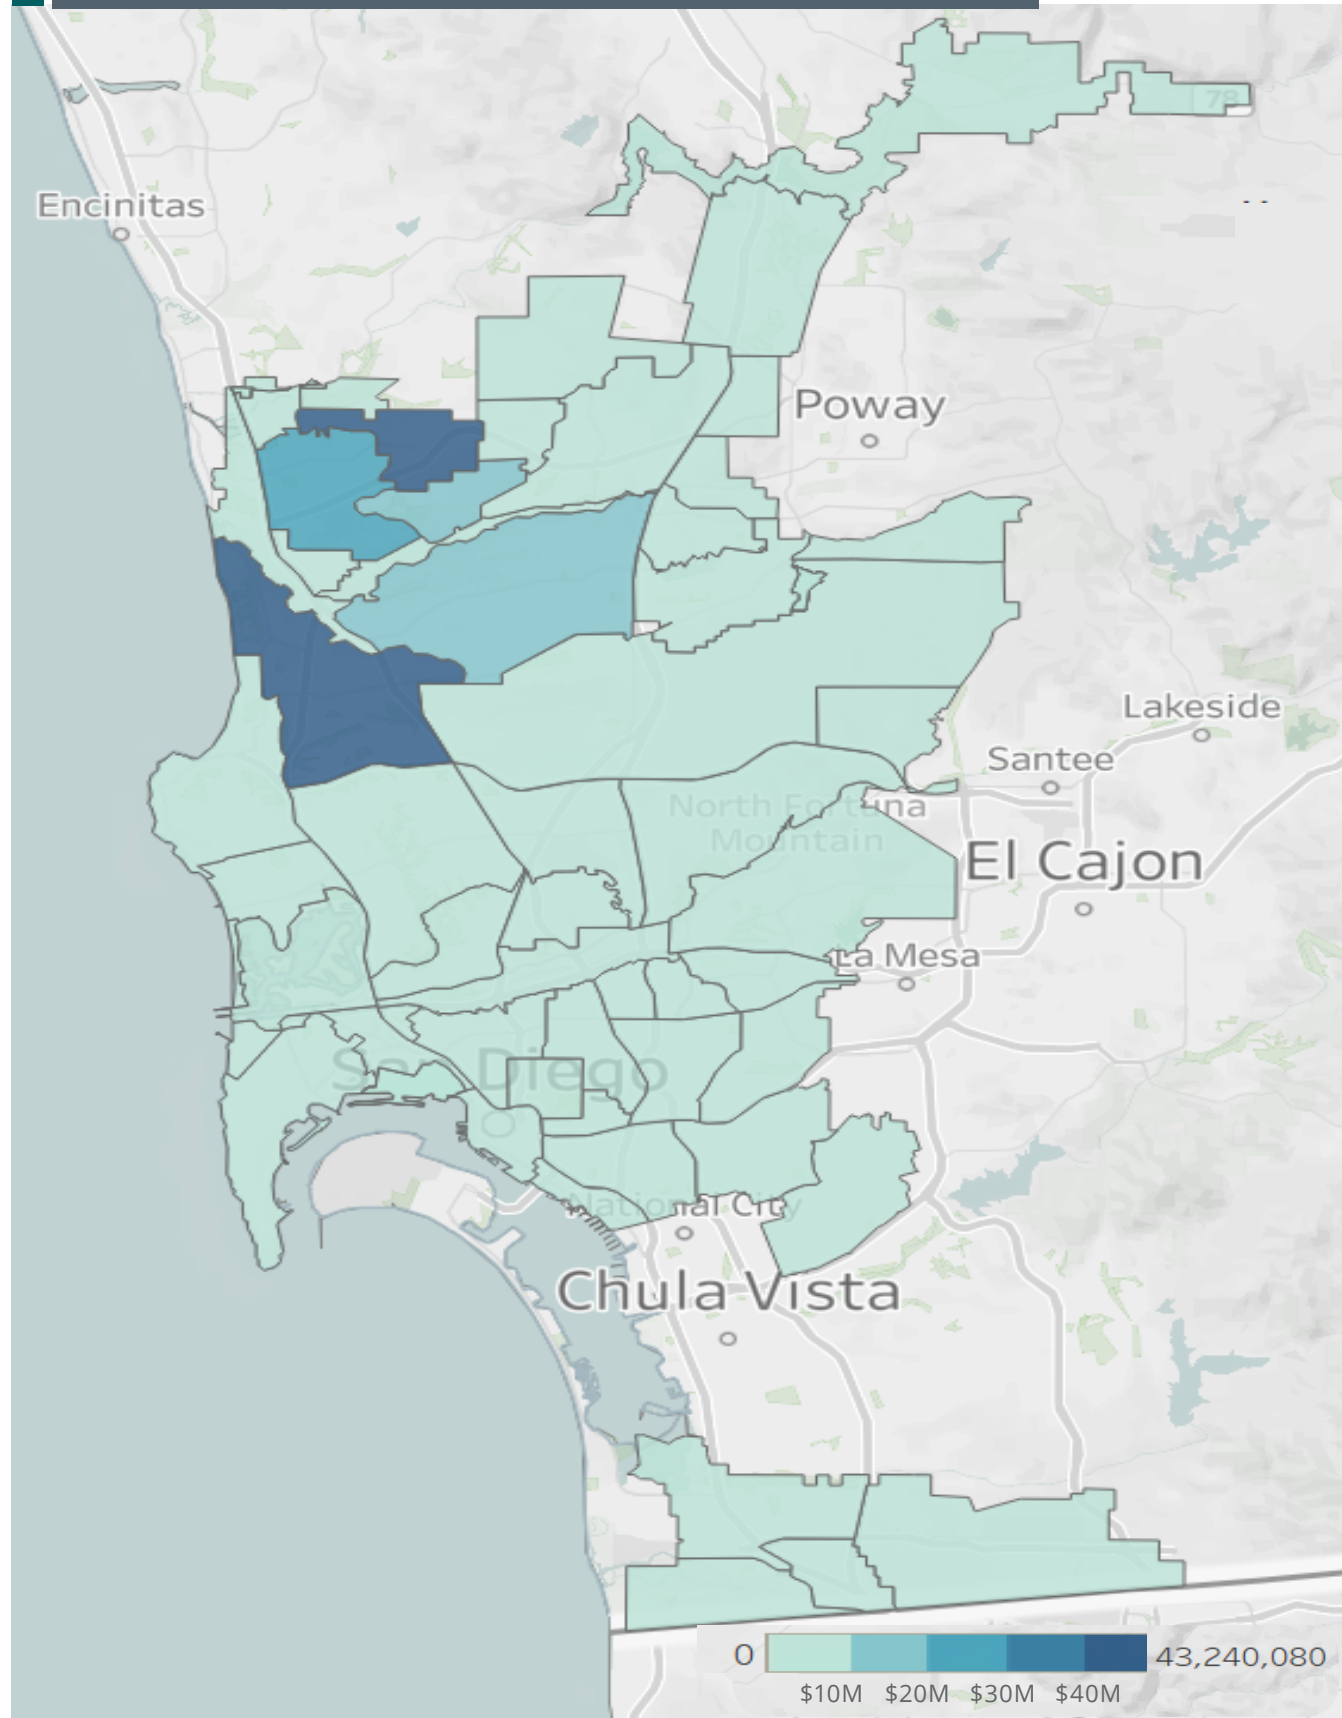 78
Encinitas
Poway
Lakeside
Santee
North Fortuna
Mountain
El Cajon
La Mesa
San Diego
National City
Chula Vista
0
43,240,080
$10M $20M $30M $40M